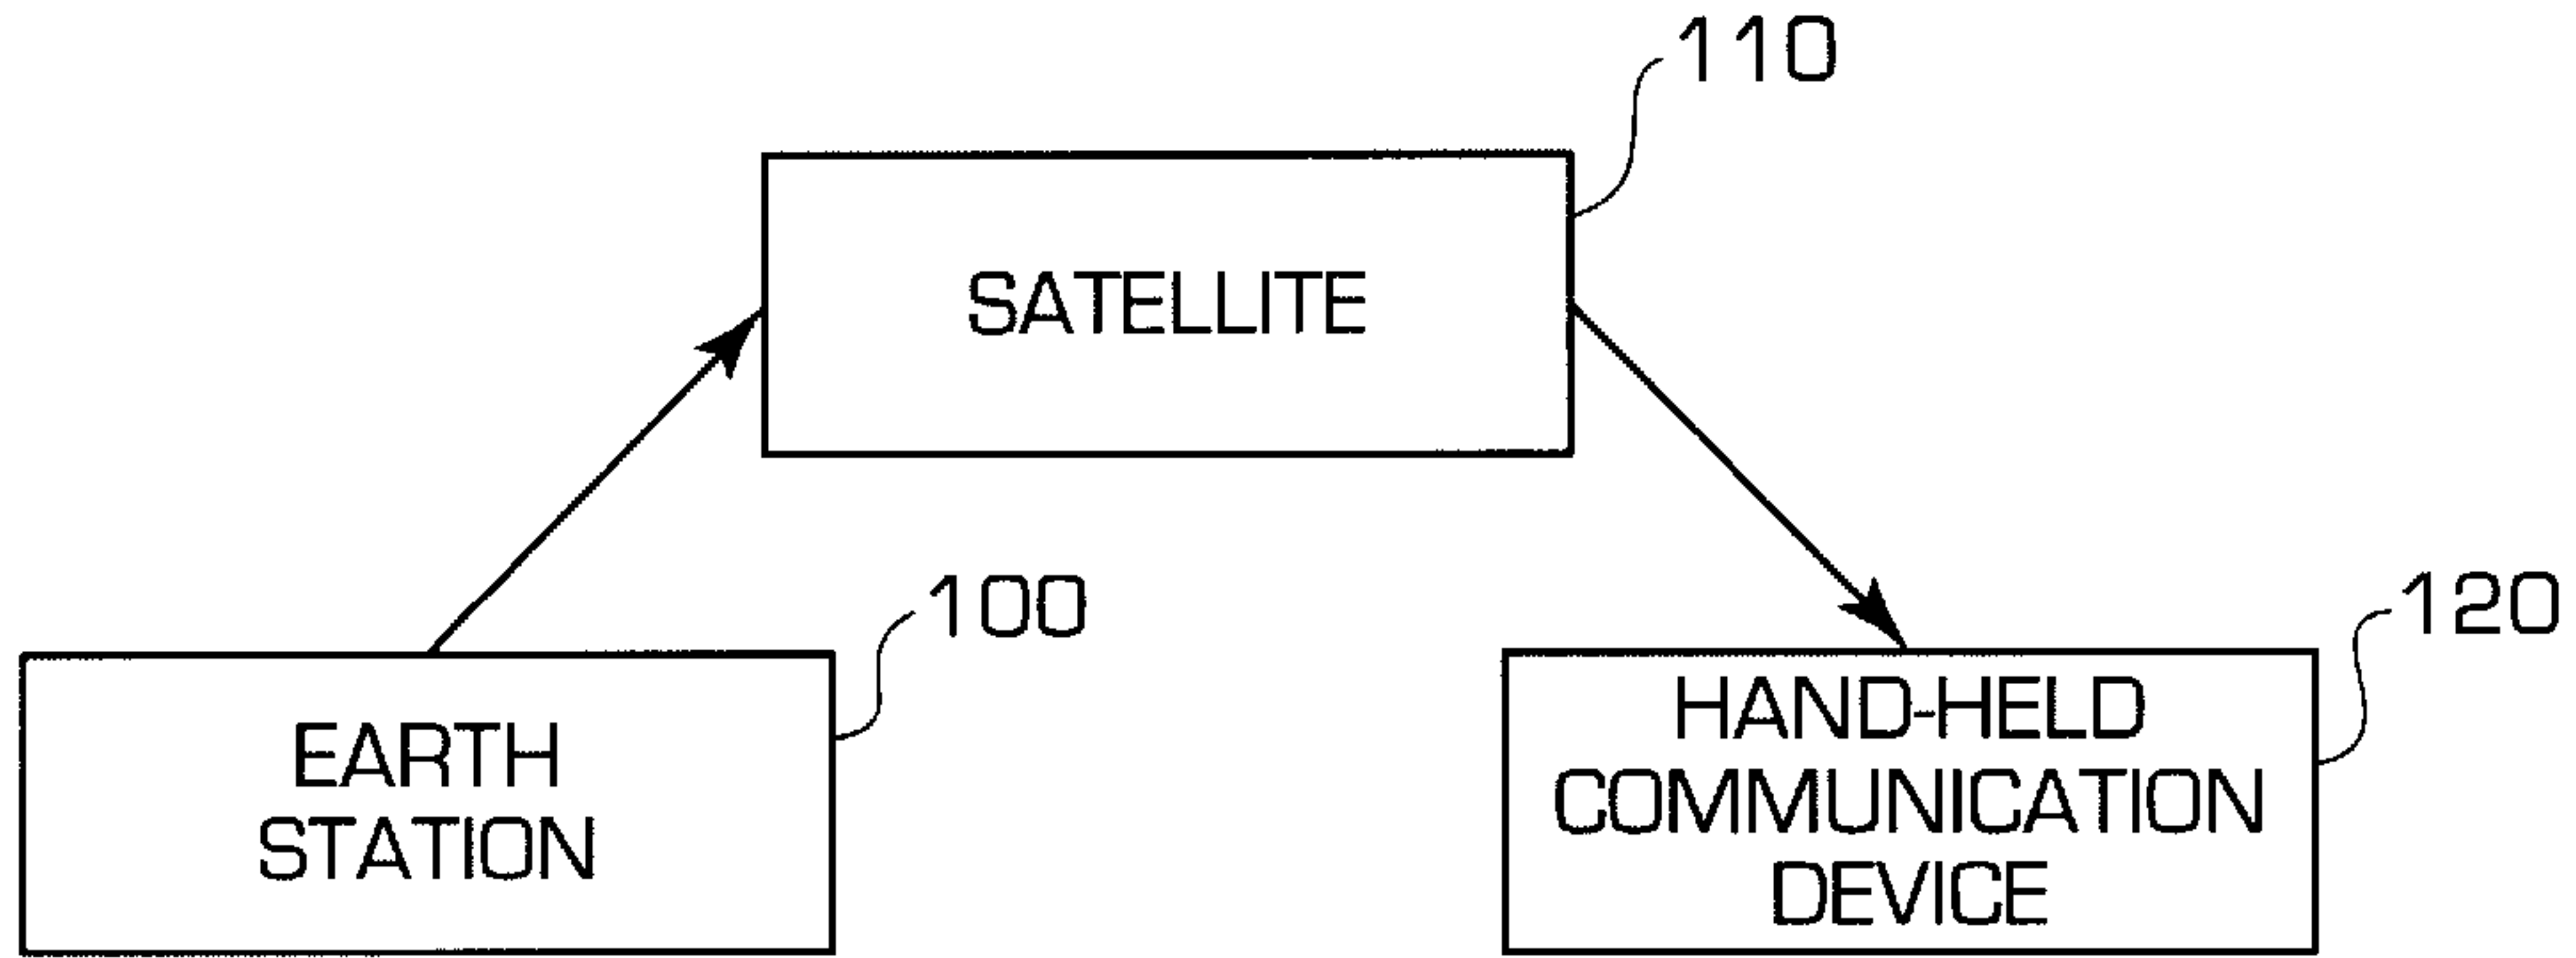 110
SATELLITE
100
120
EARTH
STATION
HAND-HELD
COMMUNICATION
DEVICE